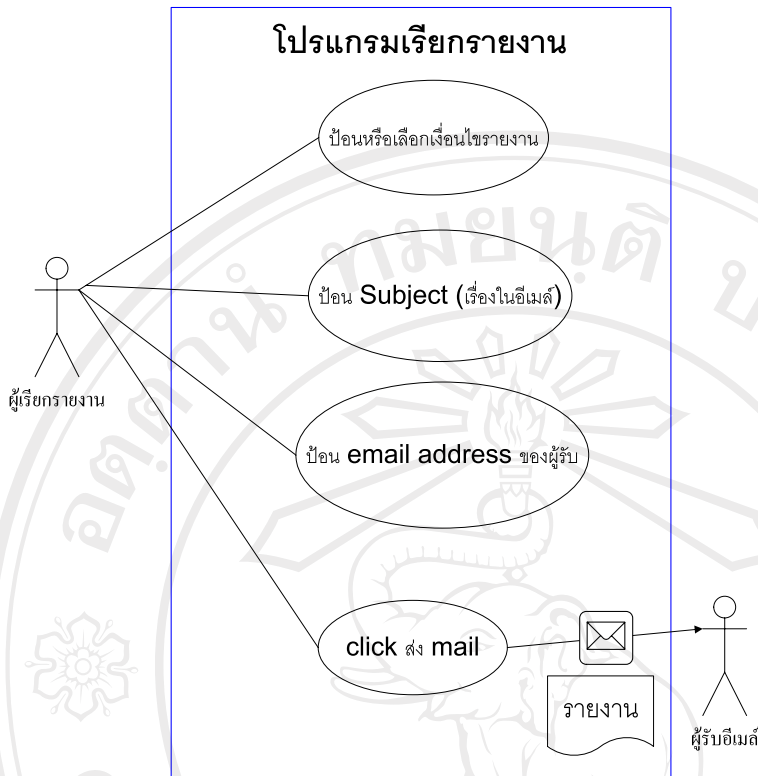 โปรแกรมเรียกรายงาน
ป้อนหรือเลือกเงื่อนไขรายงาน
ป้อน Subject (เรื่องในอีเมล์)
ผู้เรียกรายงาน
ป้อน email address ของผู้รับ
click ส่ง mail
รายงาน
ผู้รับอีเมล์